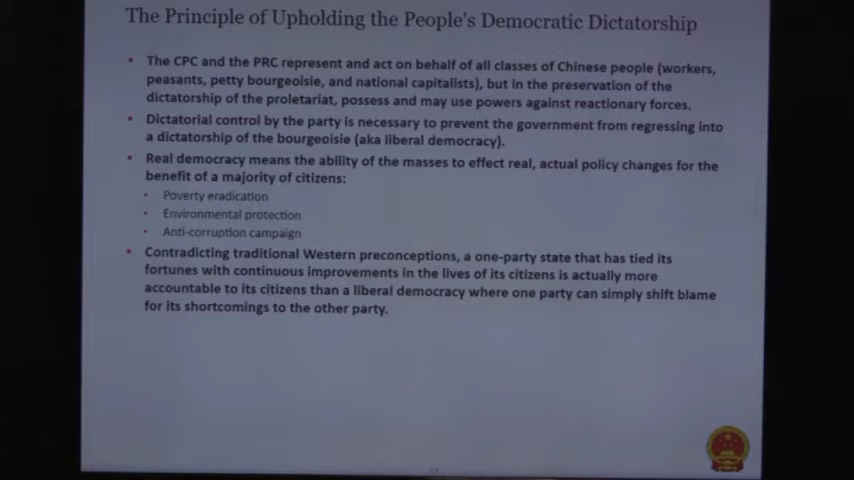 The Principle of Upholding the People's Democratic Dictatorship
• The CPC and the PRC represent and act on behalf of all classes of Chinese people (workers,
peasants, petty bourgeoisie, and national capitalists), but in the preservation of the
dictatorship of the proletariat, possess and may use powers against reactionary forces.
• Dictatorial control by the party is necessary to prevent the government from regressing into
a dictatorship of the bourgeoisie (aka liberal democracy).
• Real democracy means the ability of the masses to effect real, actual policy changes for the
benefit of a majority of citizens:
• Poverty eradication
• Environmental protection
• Anti-corruption campaign
• Contradicting traditional Western preconceptions, a one-party state that has tied its
fortunes with continuous improvements in the lives of its citizens is actually more
accountable to its citizens than a liberal democracy where one party can simply shift blame
for its shortcomings to the other party.